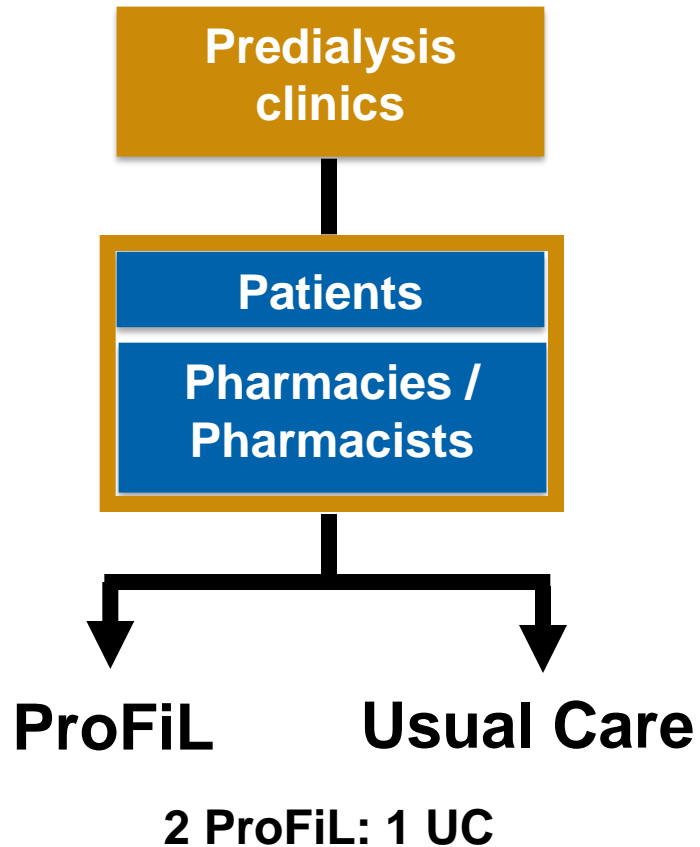 Predialysis
clinics
Patients
Pharmacies /
Pharmacists
ProFiL Usual Care
2 ProFiL: 1 UC